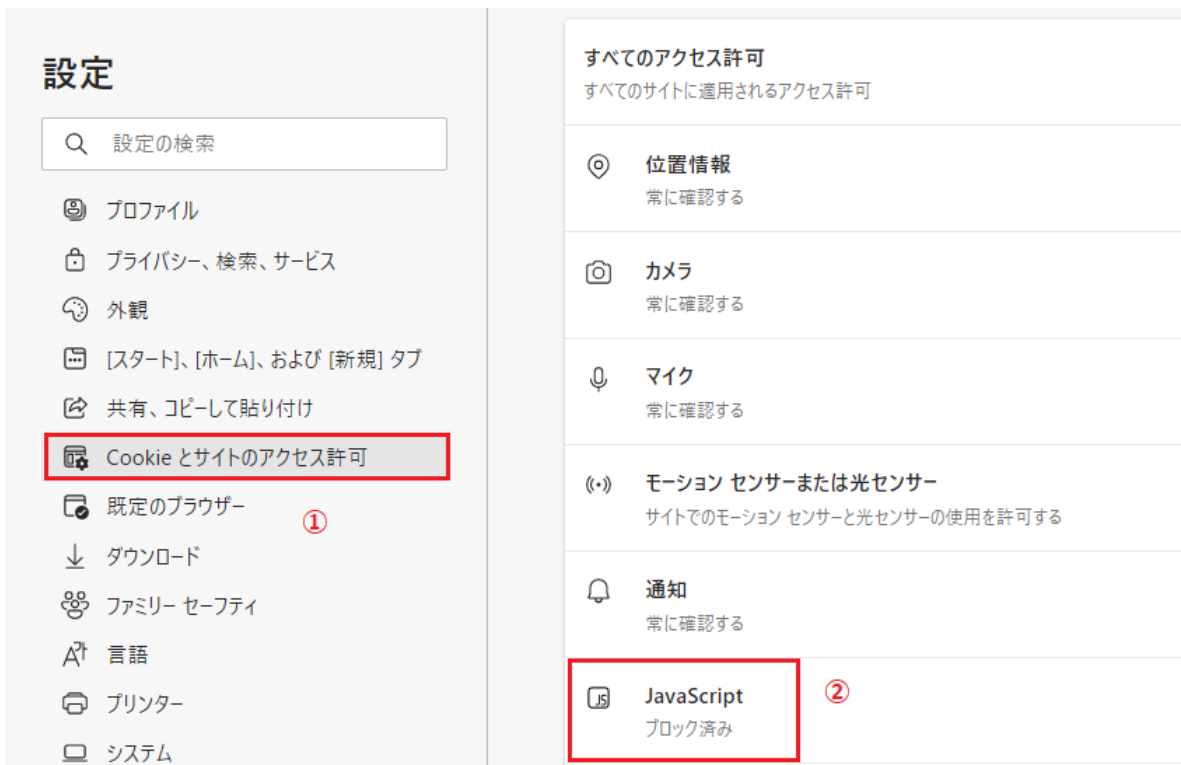 設定
設定の検索
プロファイル
プライバシー、検索、サービス
外観
[スタート]、[ホーム]、および [新規] タブ
共有、コピーして貼り付け
Cookie とサイトのアクセス許可
既定のブラウザー
①
ダウンロード
ファミリー セーフティ
言語
プリンター
システム
すべてのアクセス許可
すべてのサイトに適用されるアクセス許可
位置情報
常に確認する
カメラ
常に確認する
マイク
常に確認する
モーション センサーまたは光センサー
サイトでのモーション センサーと光センサーの使用を許可する
通知
常に確認する
JS
JavaScript
②
ブロック済み